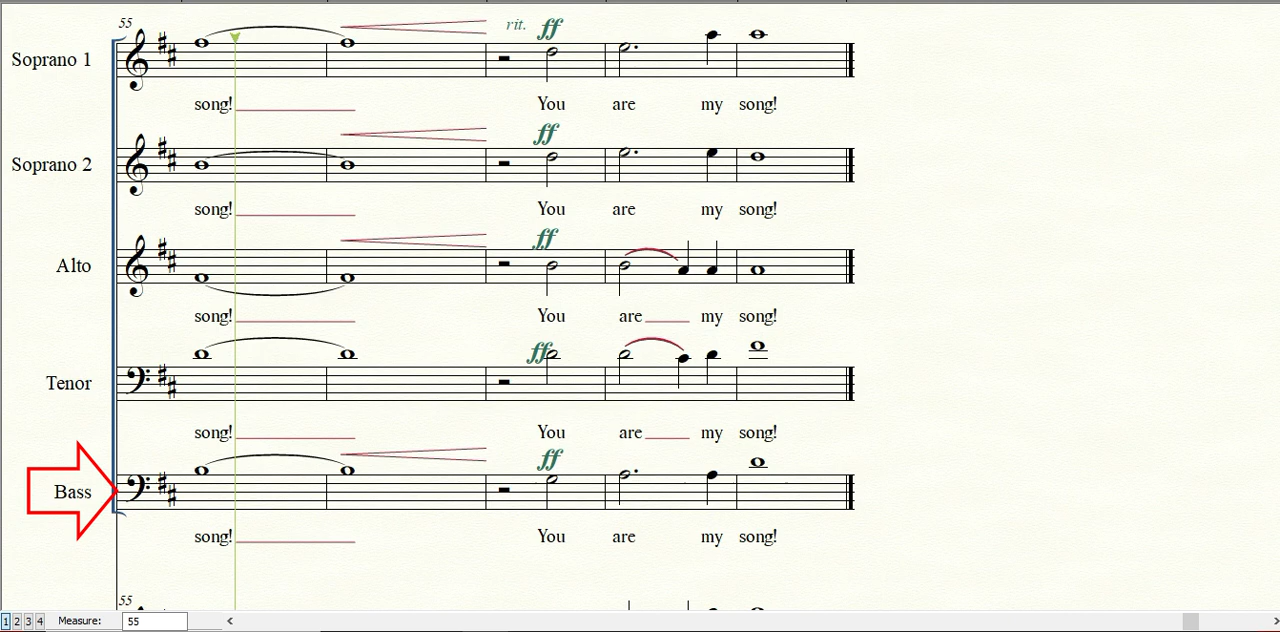 55
rit. ff
Soprano 1
song! You are my song!
ff
Soprano 2
song! You are my song!
ff
Alto
song! You are my song!
ff
Tenor
song! You are my song!
ff
Bass
song! You are my song!
55
1 2 3 4 Measure: 55